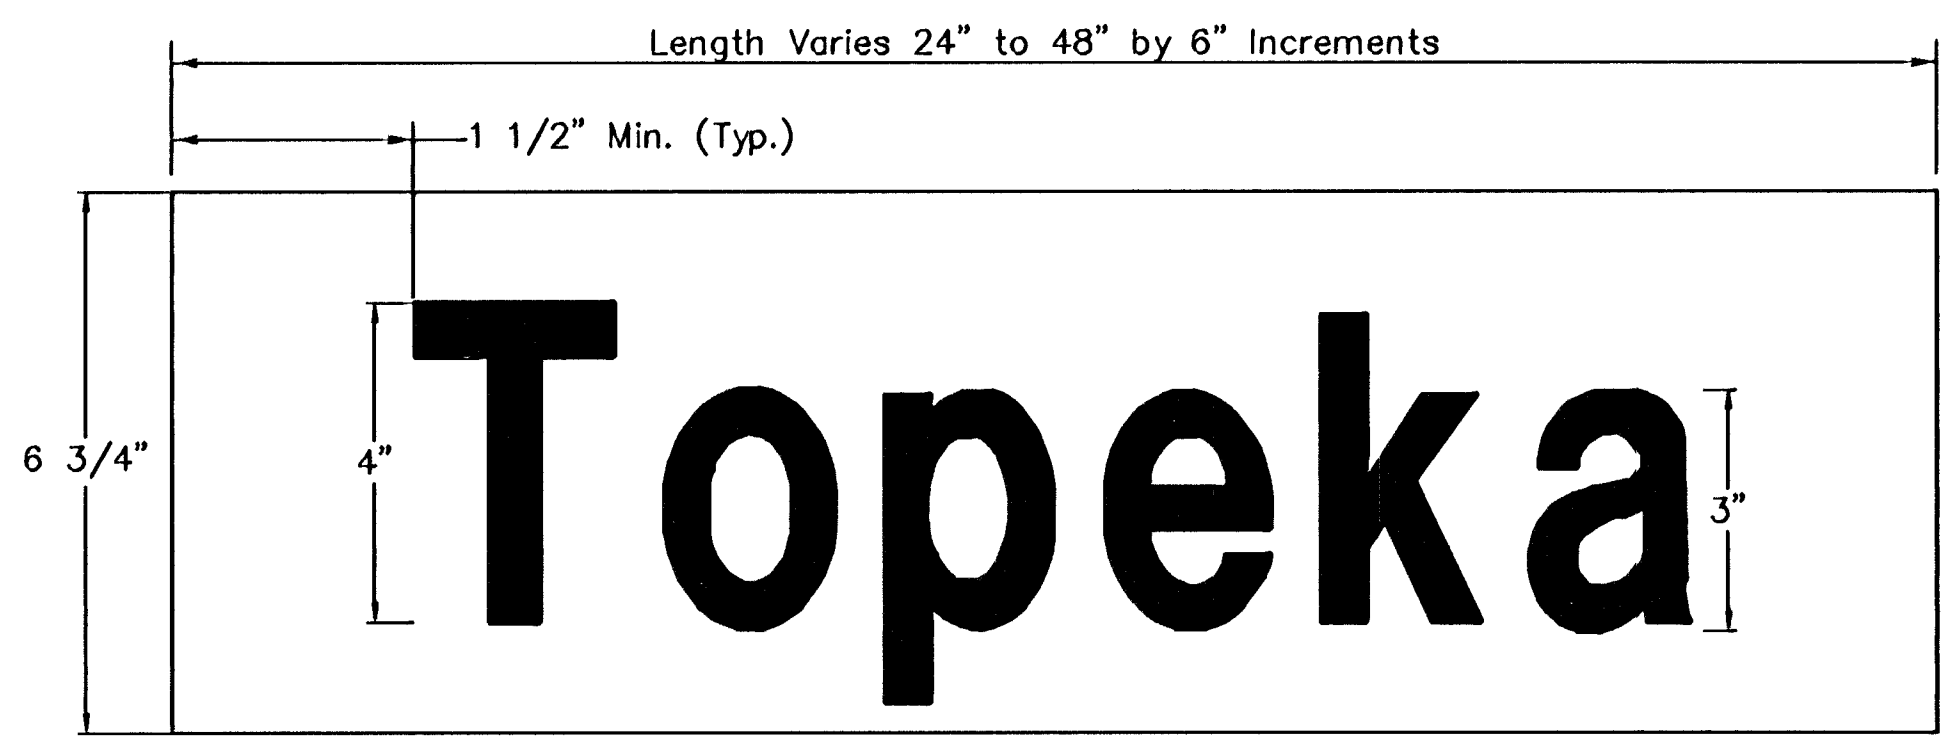 Length Varies 24" to 48" by 6" Increments
1 1/2" Min. (Typ.)
6 3/4"
4"
Topeka
3"